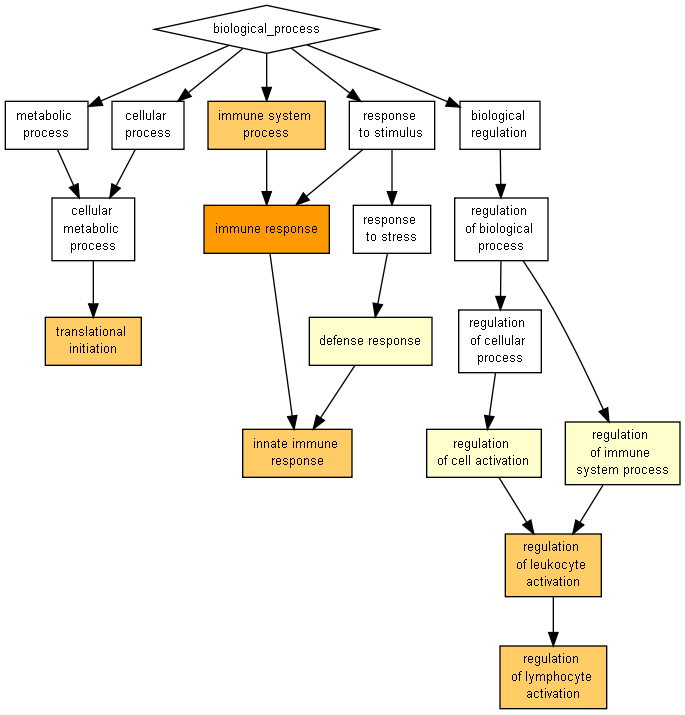 biological_process
metabolic
process
cellular
process
immune system
process
response
to stimulus
biological
regulation
cellular
metabolic
process
immune response
response
to stress
regulation
of biological
process
translational
initiation
defense response
regulation
of cellular
process
innate immune
response
regulation
of cell activation
regulation
of immune
system process
regulation
of leukocyte
activation
regulation
of lymphocyte
activation